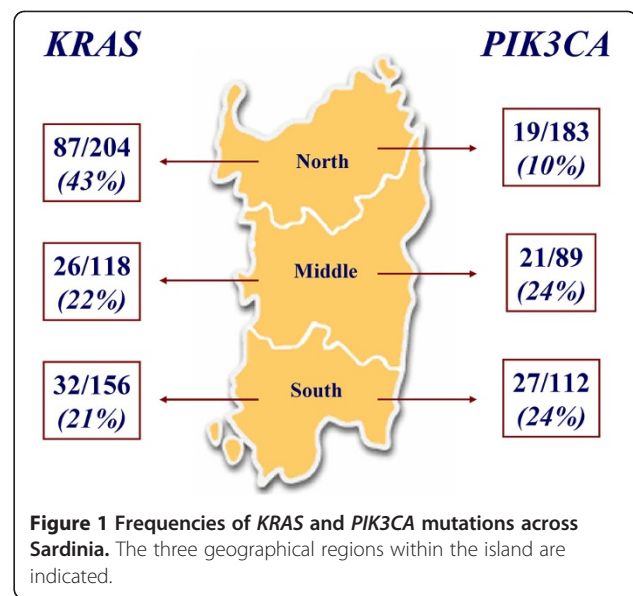 KRAS PIK3CA
87/204
(43%)
North
19/183
(10%)
26/118
(22%)
Middle
21/89
(24%)
32/156
(21%)
South
27/112
(24%)
Figure 1 Frequencies of KRAS and PIK3CA mutations across
Sardinia. The three geographical regions within the island are
indicated.